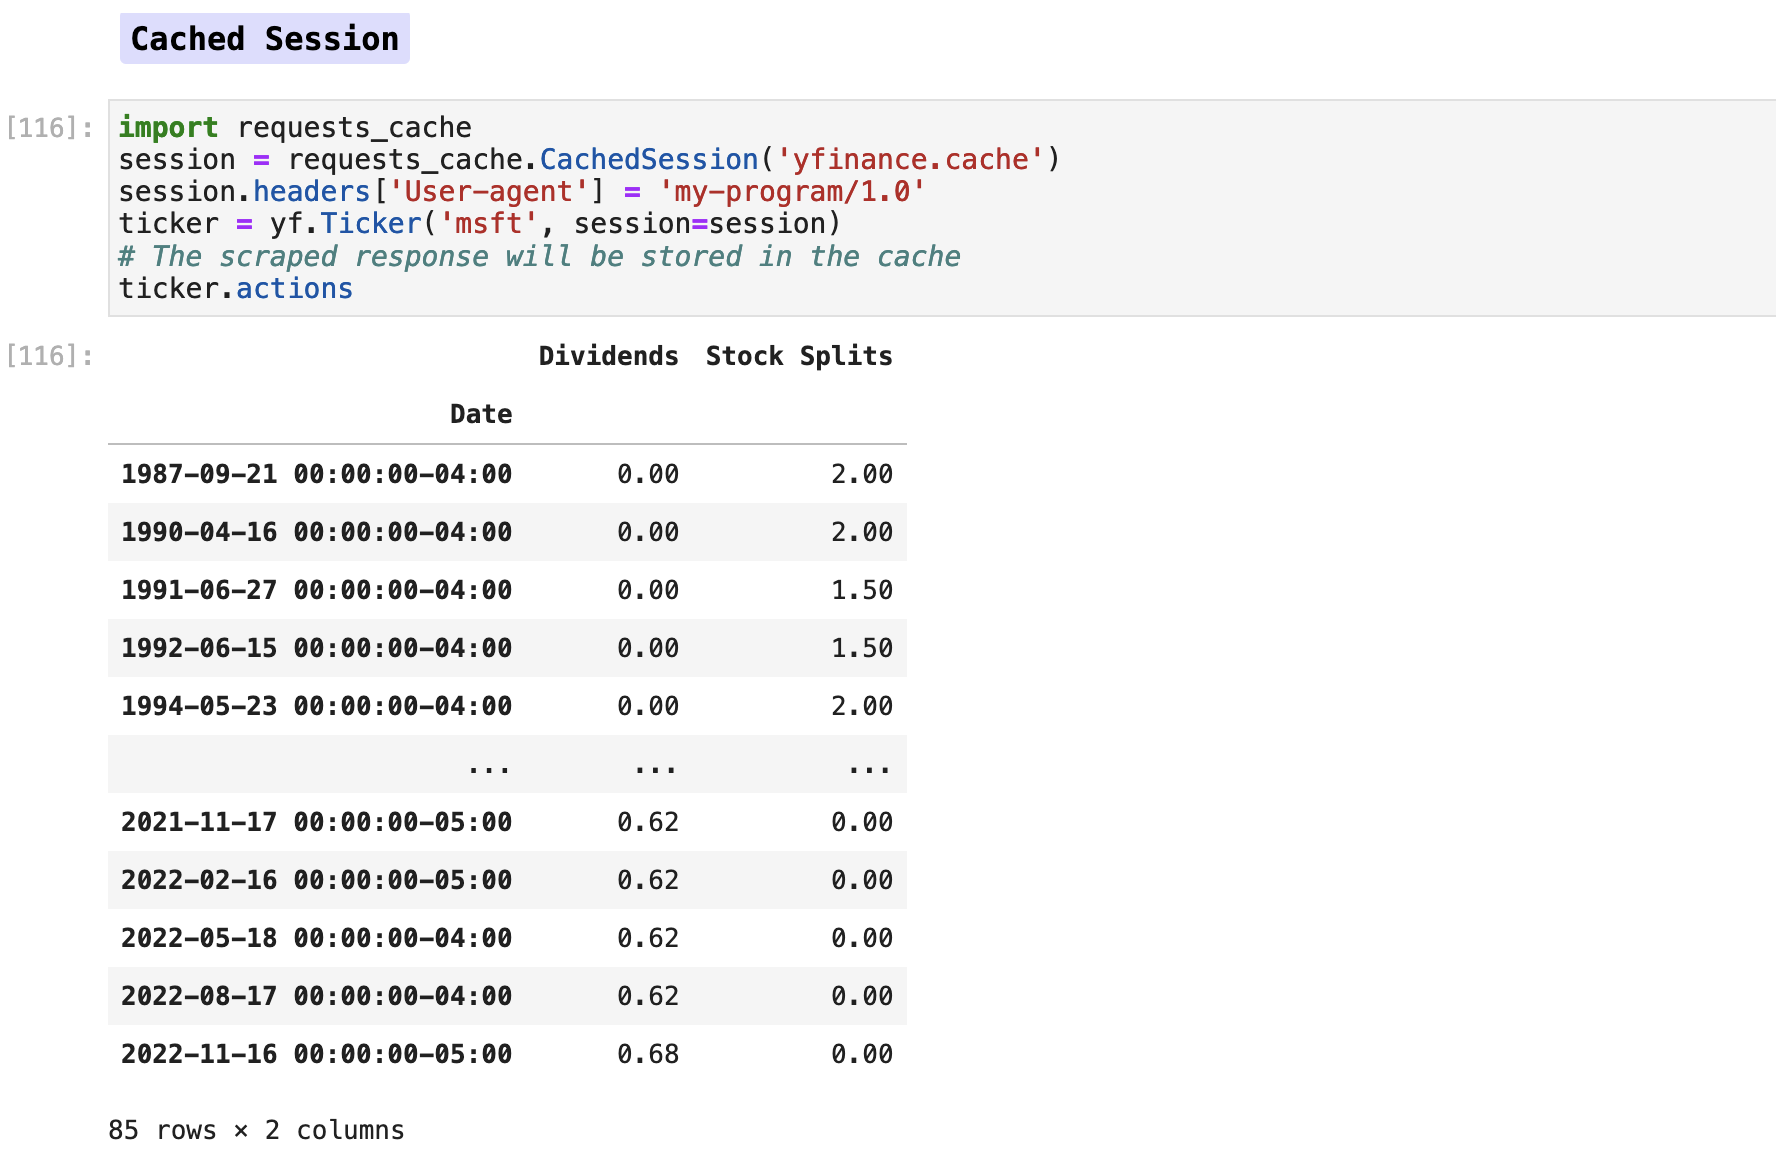 Cached Session
[116]: import requests_cache
session = requests_cache.CachedSession('yfinance.cache')
session.headers['User-agent'] = 'my-program/1.0'
ticker = yf.Ticker('msft', session=session)
# The scraped response will be stored in the cache
ticker.actions
[116]: Dividends Stock Splits
Date
1987-09-21 00:00:00-04:00 0.00 2.00
1990-04-16 00:00:00-04:00 0.00 2.00
1991-06-27 00:00:00-04:00 0.00 1.50
1992-06-15 00:00:00-04:00 0.00 1.50
1994-05-23 00:00:00-04:00 0.00 2.00
... ... ...
2021-11-17 00:00:00-05:00 0.62 0.00
2022-02-16 00:00:00-05:00 0.62 0.00
2022-05-18 00:00:00-04:00 0.62 0.00
2022-08-17 00:00:00-04:00 0.62 0.00
2022-11-16 00:00:00-05:00 0.68 0.00
85 rows × 2 columns